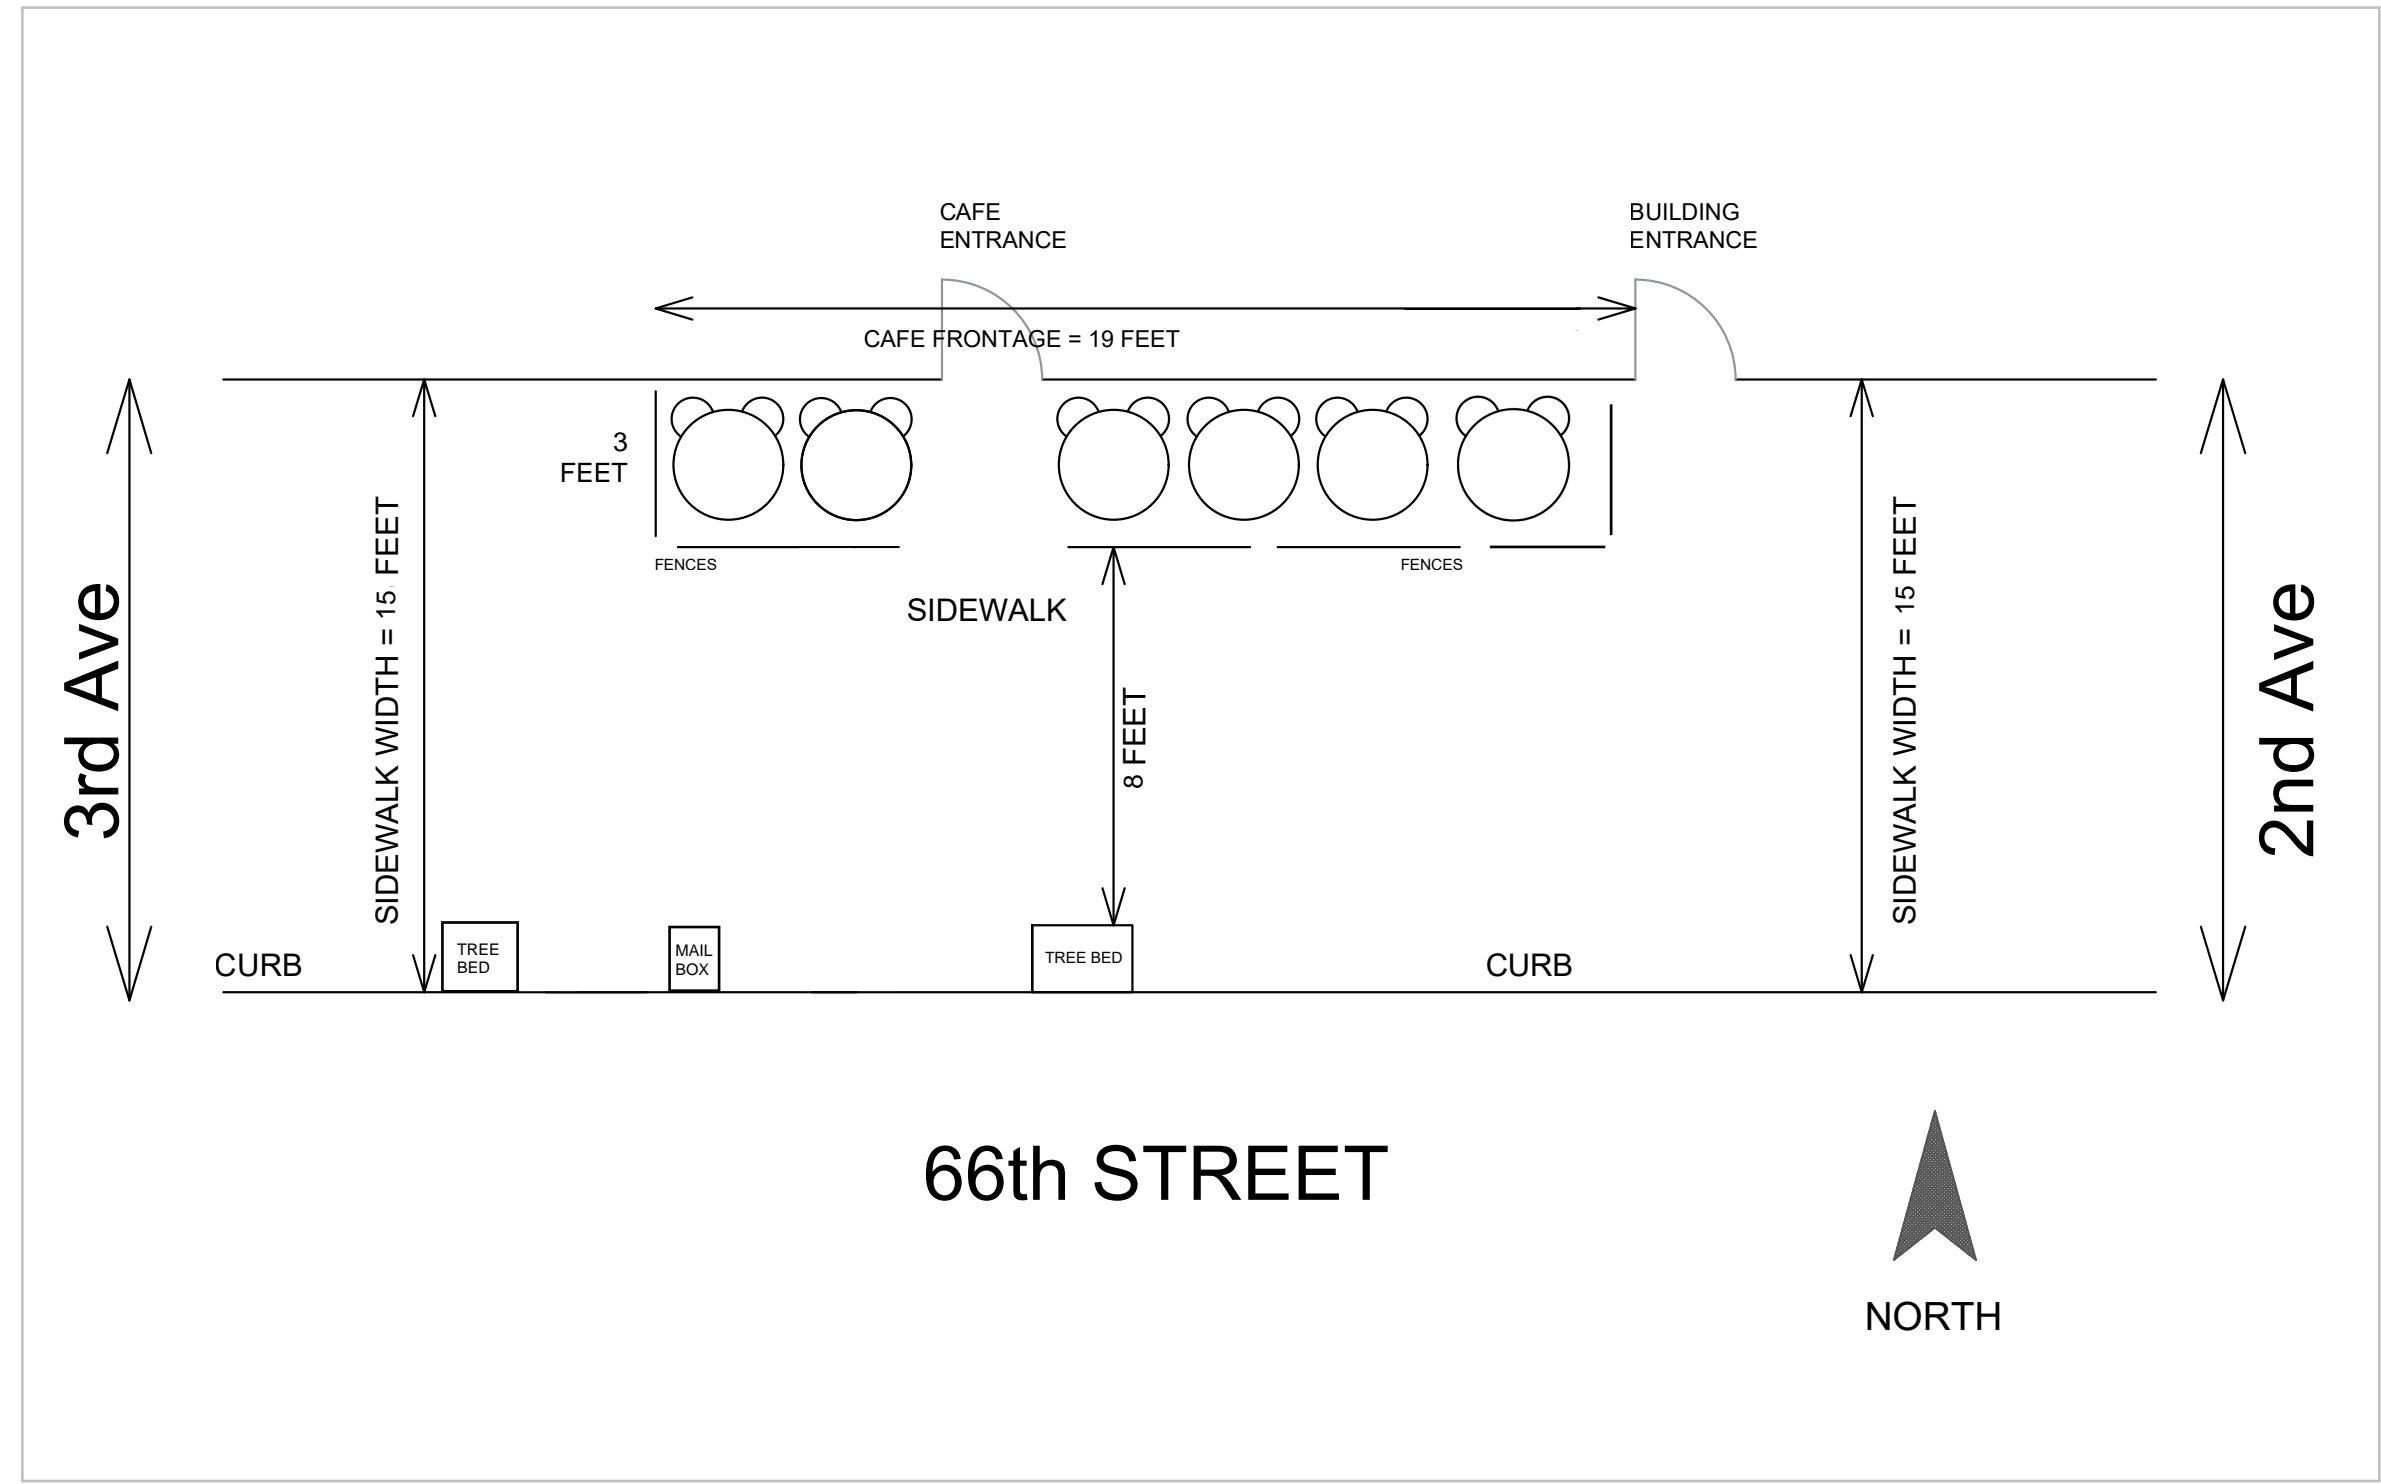 CAFE
ENTRANCE
BUILDING
ENTRANCE
CAFE FRONTAGE = 19 FEET
3
FEET
FENCES
FENCES
SIDEWALK
SIDEWALK WIDTH = 15 FEET
SIDEWALK WIDTH = 15 FEET
3rd Ave
2nd Ave
8 FEET
CURB
TREE
BED
MAIL
BOX
TREE BED
CURB
66th STREET
NORTH